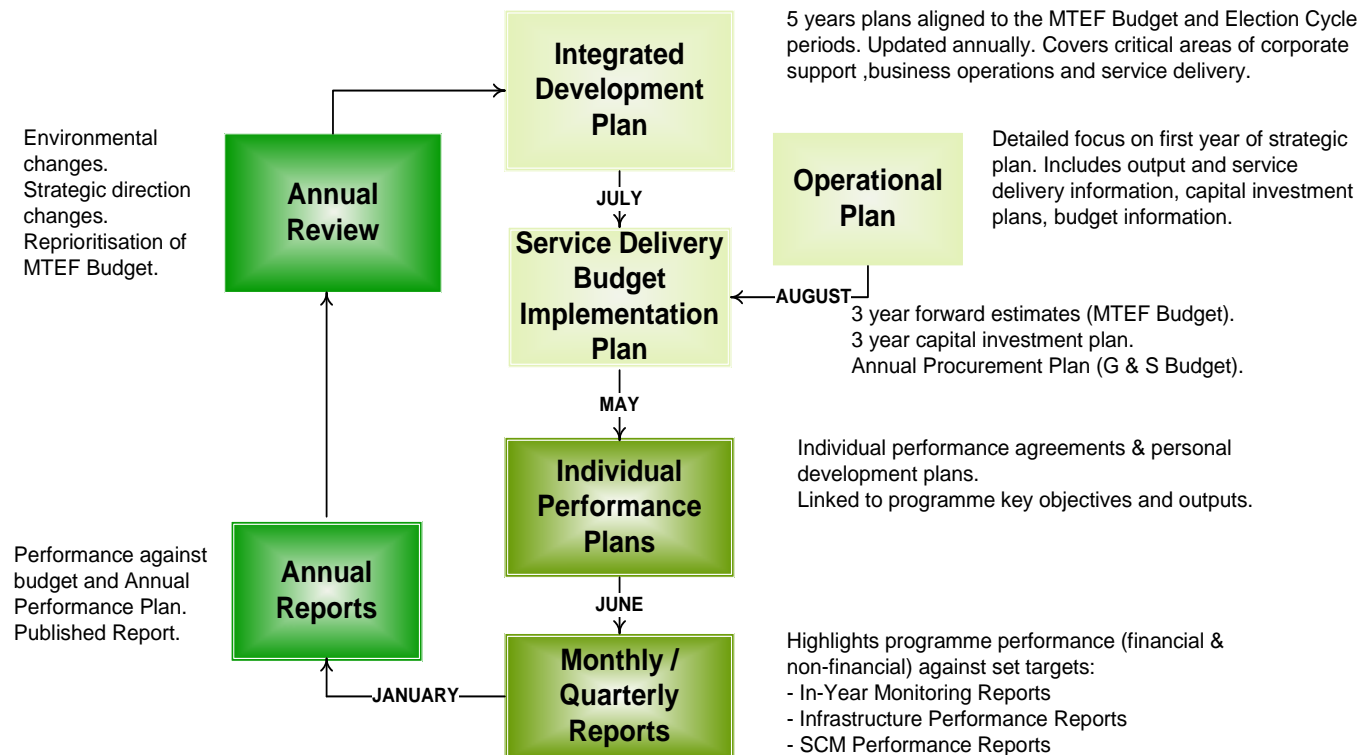 5 years plans aligned to the MTEF Budget and Election Cycle
periods. Updated annually. Covers critical areas of corporate
support ,business operations and service delivery.
Integrated
Development
Plan
Environmental
changes.
Strategic direction
changes.
Reprioritisation of
MTEF Budget.
Annual
Review
JULY
Operational
Plan
Detailed focus on first year of strategic
plan. Includes output and service
delivery information, capital investment
plans, budget information.
Service Delivery
Budget
Implementation
Plan
AUGUST
3 year forward estimates (MTEF Budget).
3 year capital investment plan.
Annual Procurement Plan (G & S Budget).
MAY
Individual
Performance
Plans
Individual performance agreements & personal
development plans.
Linked to programme key objectives and outputs.
Performance against
budget and Annual
Performance Plan.
Published Report.
Annual
Reports
JUNE
Monthly /
Quarterly
Reports
JANUARY
Highlights programme performance (financial &
non-financial) against set targets:
- In-Year Monitoring Reports
- Infrastructure Performance Reports
- SCM Performance Reports